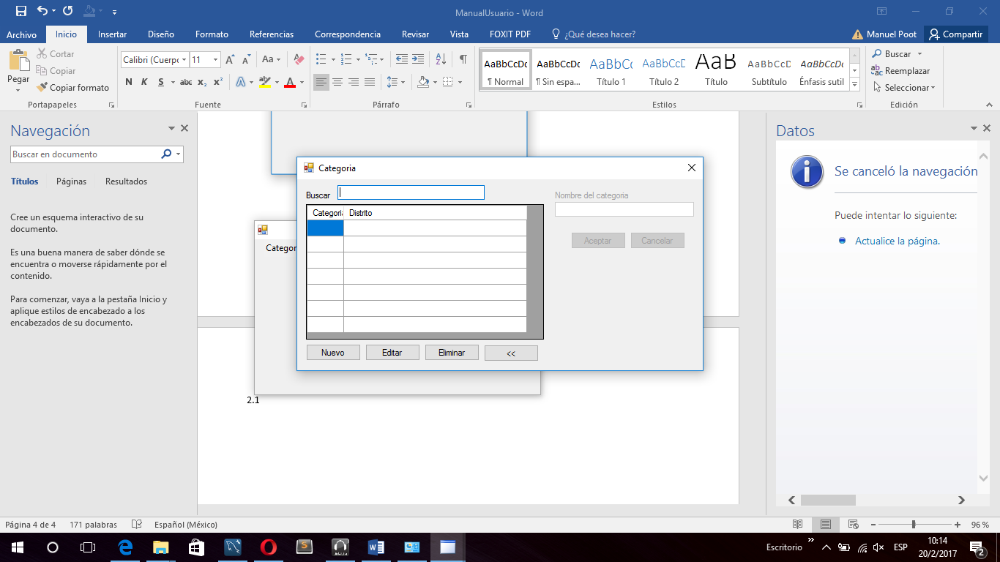 ManualUsuario - Word
Archivo Inicio Insertar Diseño Formato Referencias Correspondencia Revisar Vista FOXIT PDF ¿Qué desea hacer? Manuel Poot Compartir
Pegar
Cortar
Copiar
Copiar formato
Portapapeles
Calibri (Cuerpo 11 A A Aa
N K S abc x₂ x² A aby A
Fuente
Párrafo
AaBbCcDc AaBbCcDc AaBbCc AaBbCcD AaB AaBbCcD AaBbCcDc
¶ Normal ¶ Sin espa... Título 1 Título 2 Título Subtítulo Énfasis sutil
Estilos
Buscar
Reemplazar
Seleccionar
Edición
Navegación
Buscar en documento
Títulos Páginas Resultados
Cree un esquema interactivo de su
documento.
Es una buena manera de saber dónde se
encuentra o moverse rápidamente por el
contenido.
Para comenzar, vaya a la pestaña Inicio y
aplique estilos de encabezado a los
encabezados de su documento.
Categor
2.1
Categoria
Buscar
Categori Distrito
Nuevo Editar Eliminar <<
Nombre del categoria
Aceptar Cancelar
Datos
Se canceló la navegación
Puede intentar lo siguiente:
Actualice la página.
Página 4 de 4 171 palabras Español (México) 96 %
Escritorio ESP
10:14
20/2/2017
2